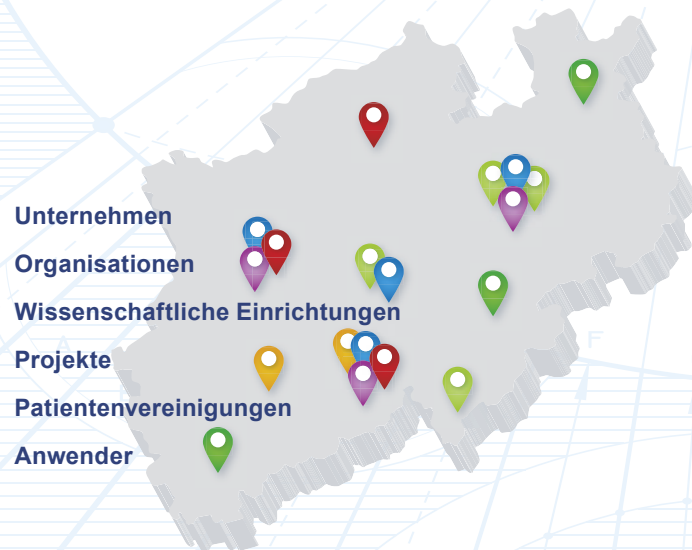 Unternehmen
Organisationen
Wissenschaftliche Einrichtungen
Projekte
Patientenvereinigungen
Anwender